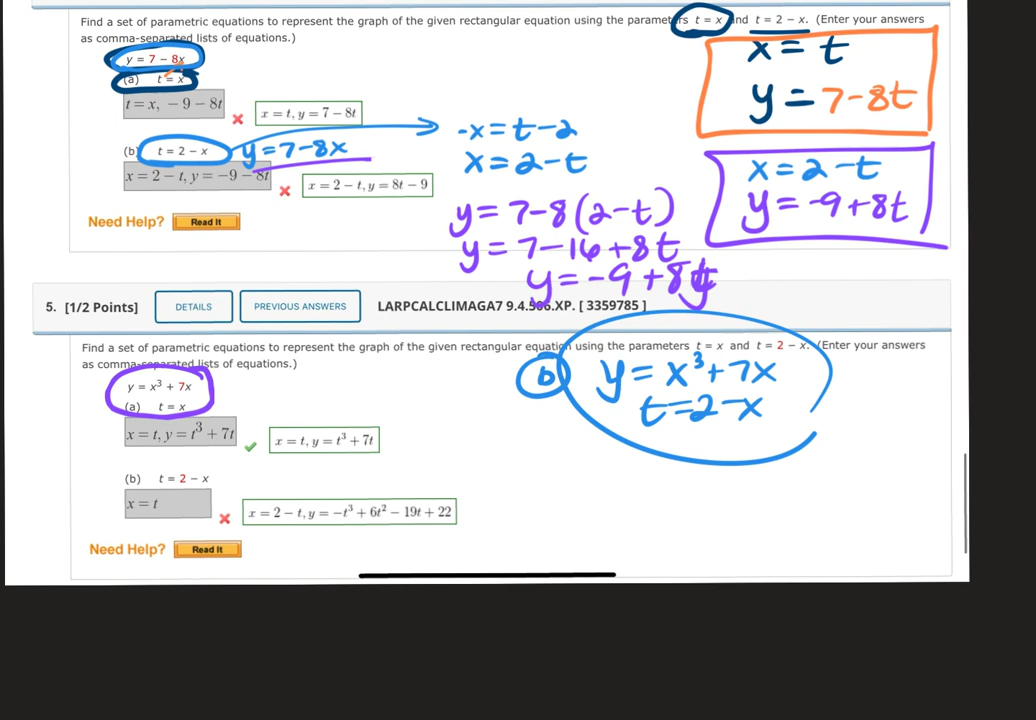 Find a set of parametric equations to represent the graph of the given rectangular equation using the parameters t = x and t = 2 − x. (Enter your answers
as comma-separated lists of equations.)
x = t
y = 7 − 8x
(a) t = x
y = 7-8t
t = x, −9 − 8t
x = t, y = 7 − 8t
-x = t-2
(b) t = 2 − x
y = 7-8x
x = 2-t
x = 2-t
x = 2 − t, y = −9 − 8t
x = 2 − t, y = 8t − 9
y = -9+8t
y = 7-8(2-t)
Need Help? Read It
y = 7-16+8t
y = -9+8t
5. [1/2 Points] DETAILS PREVIOUS ANSWERS LARPCALCLIMAGA7 9.4.506.XP. [ 3359785 ]
Find a set of parametric equations to represent the graph of the given rectangular equation using the parameters t = x and t = 2 − x. (Enter your answers
as comma-separated lists of equations.)
b y = x³+7x
y = x³ + 7x
(a) t = x
t = 2-x
x = t, y = t³ + 7t
x = t, y = t³ + 7t
(b) t = 2 − x
x = t
x = 2 − t, y = −t³ + 6t² − 19t + 22
Need Help? Read It